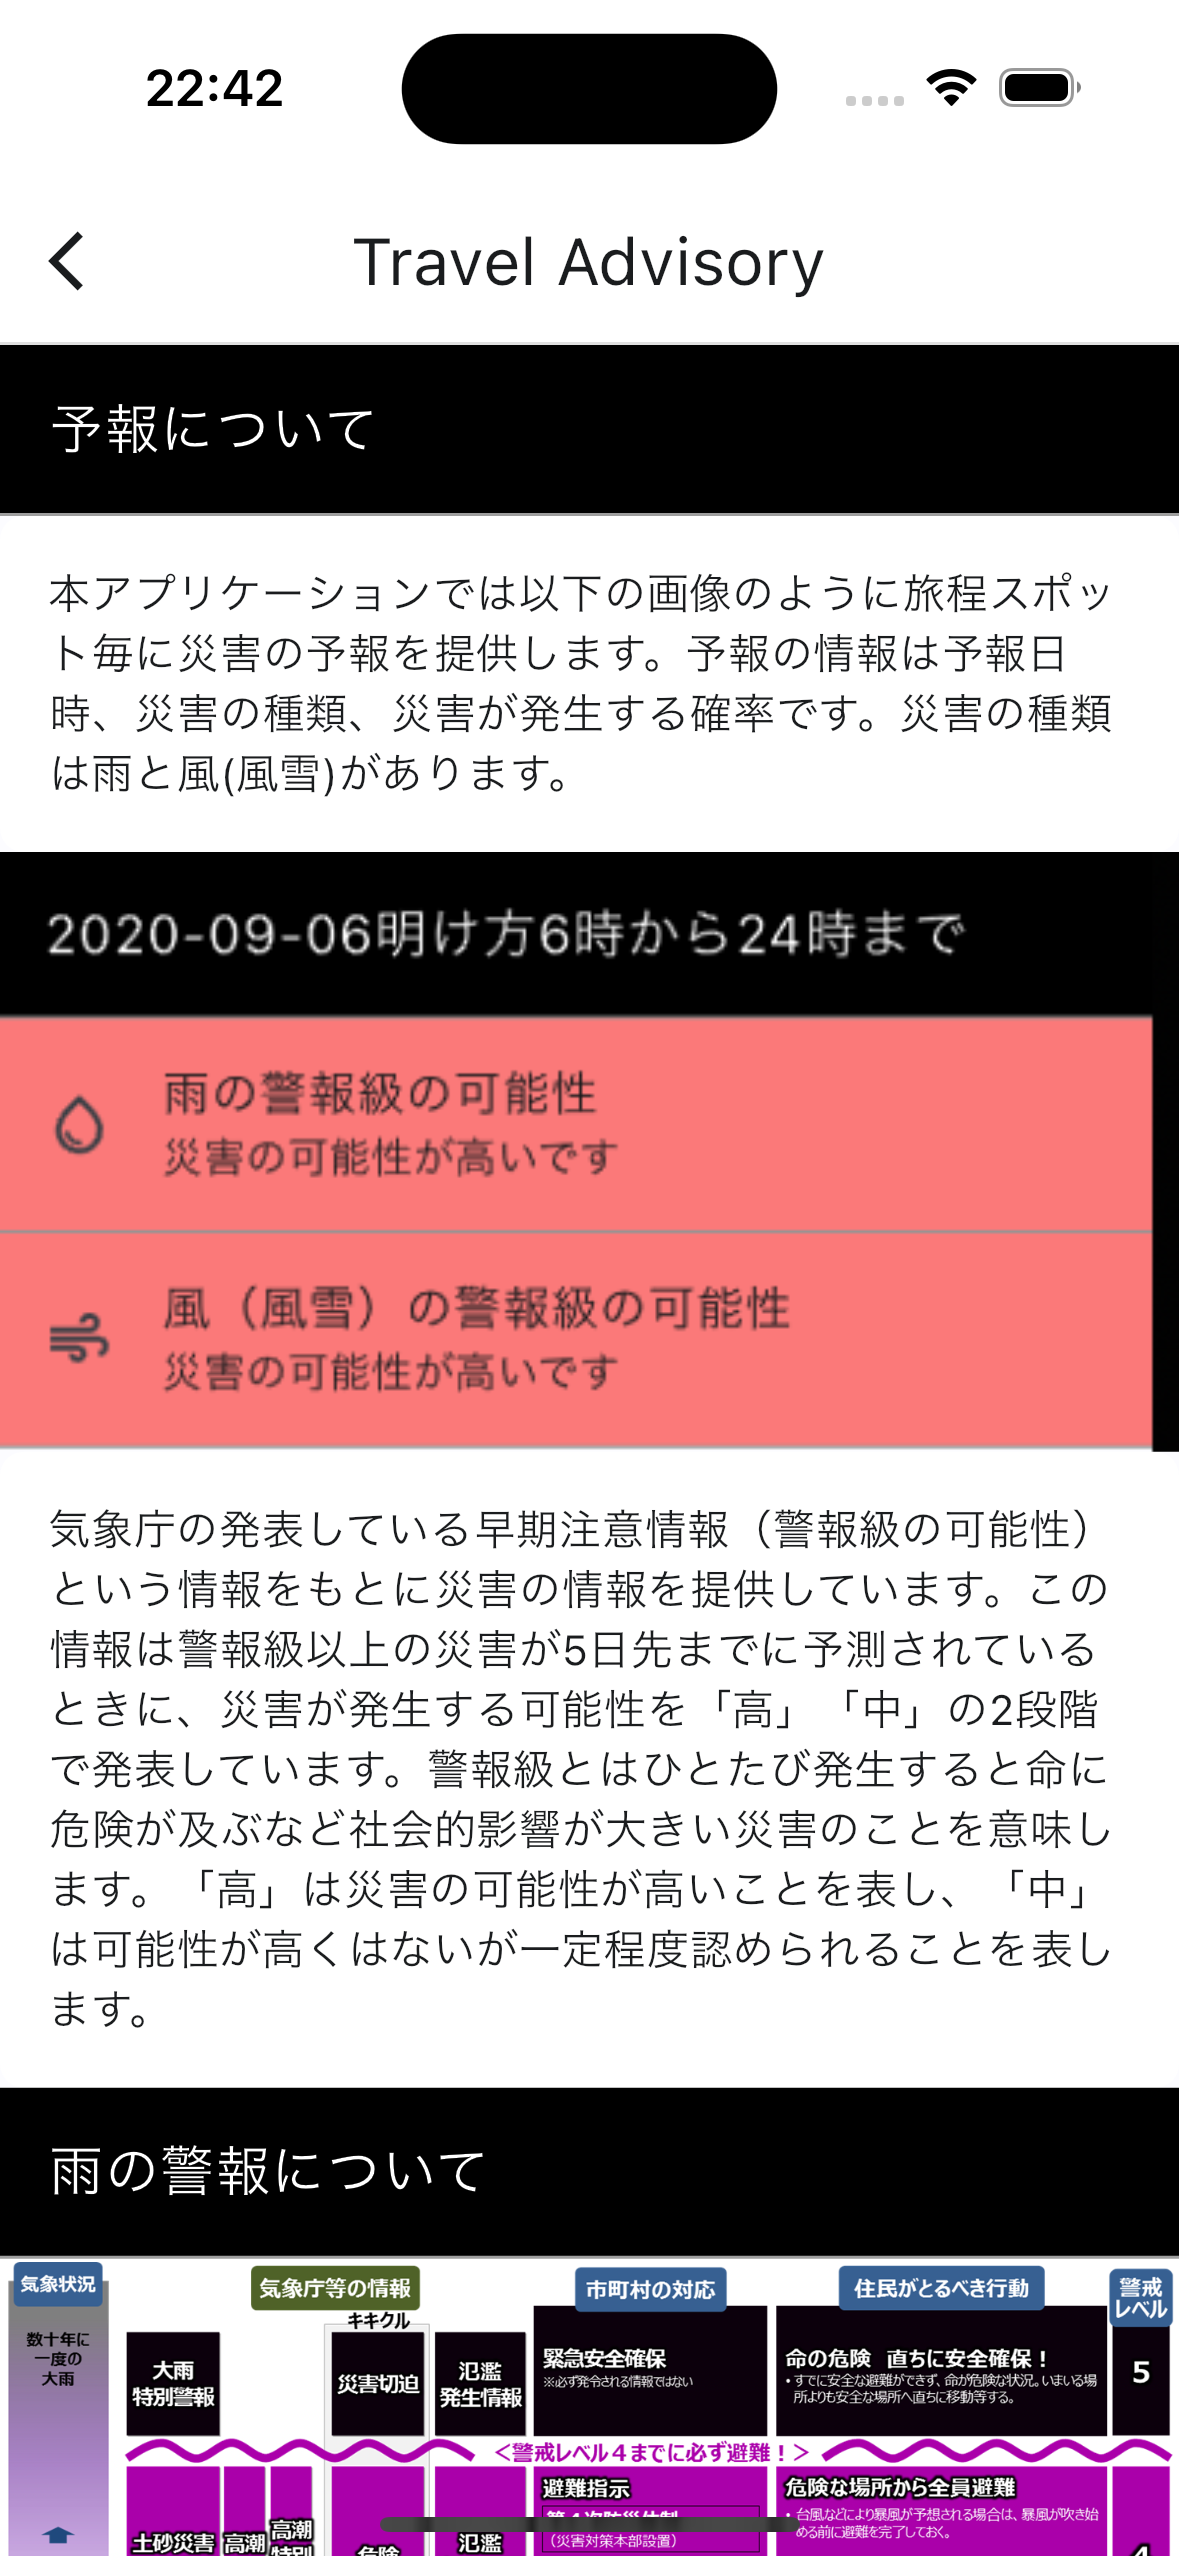 22:42
Travel Advisory
予報について
本アプリケーションでは以下の画像のように旅程スポッ
ト毎に災害の予報を提供します。予報の情報は予報日
時、災害の種類、災害が発生する確率です。災害の種類
は雨と風(風雪)があります。
2020-09-06明け方6時から24時まで
雨の警報級の可能性
災害の可能性が高いです
風（風雪）の警報級の可能性
災害の可能性が高いです
気象庁の発表している早期注意情報（警報級の可能性）
という情報をもとに災害の情報を提供しています。この
情報は警報級以上の災害が5日先までに予測されている
ときに、災害が発生する可能性を「高」「中」の2段階
で発表しています。警報級とはひとたび発生すると命に
危険が及ぶなど社会的影響が大きい災害のことを意味し
ます。「高」は災害の可能性が高いことを表し、「中」
は可能性が高くはないが一定程度認められることを表し
ます。
雨の警報について
気象状況
気象庁等の情報
市町村の対応
住民がとるべき行動
警戒
レベル
キキクル
数十年に
一度の
大雨
大雨
特別警報
災害切迫
氾濫
発生情報
緊急安全確保
※必ず発令される情報ではない
命の危険 直ちに安全確保！
・すでに安全な避難ができず、命が危険な状況。いまいる場
所よりも安全な場所へ直ちに移動等する。
5
＜警戒レベル４までに必ず避難！＞
土砂災害
高潮
高潮
特別
危険
氾濫
避難指示
（災害対策本部設置）
危険な場所から全員避難
・台風などにより暴風が予想される場合は、暴風が吹き始
める前に避難を完了しておく。
4